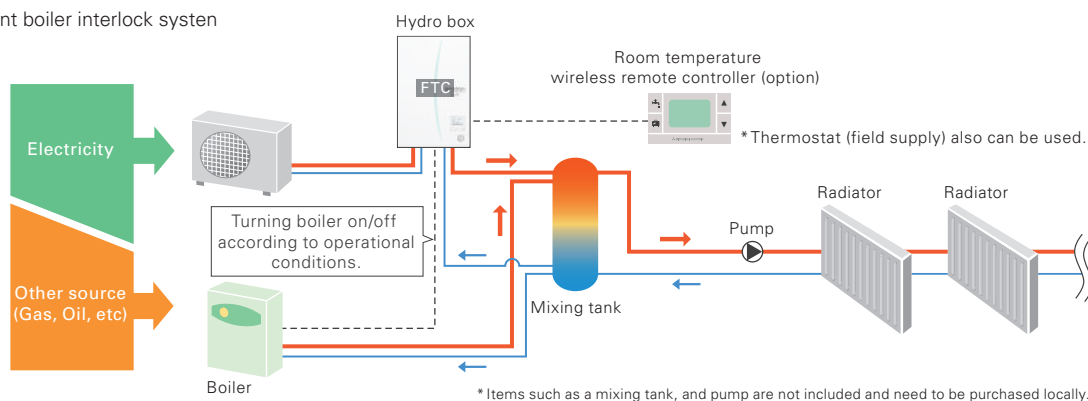 nt boiler interlock systen
Hydro box
Room temperature
wireless remote controller (option)
FTC
*Thermostat (field supply) also can be used.
Electricity
Radiator
Radiator
Turning boiler on/off
according to operational
conditions.
Pump
Other source
(Gas, Oil, etc)
Mixing tank
Boiler
*Items such as a mixing tank, and pump are not included and need to be purchased locally.